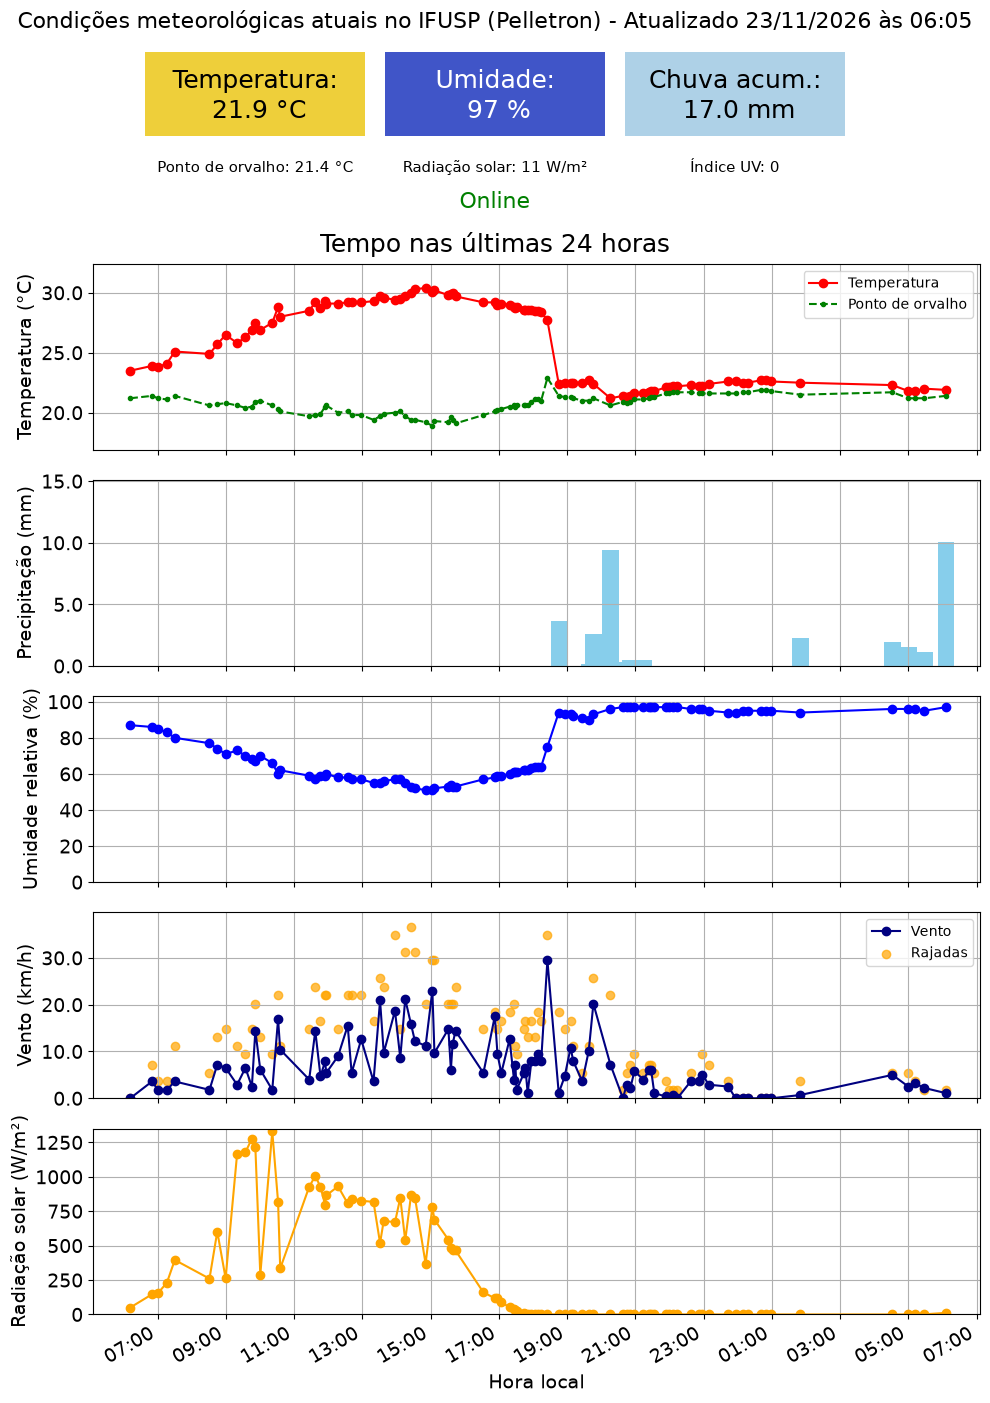 Condições meteorológicas atuais no IFUSP (Pelletron) - Atualizado 23/11/2026 às 06:05
Temperatura:
21.9 °C
Umidade:
97 %
Chuva acum.:
17.0 mm
Ponto de orvalho: 21.4 °C
Radiação solar: 11 W/m²
Índice UV: 0
Online
Tempo nas últimas 24 horas
Temperatura (°C)
30.0
25.0
20.0
Temperatura
Ponto de orvalho
Precipitação (mm)
15.0
10.0
5.0
0.0
Umidade relativa (%)
100
80
60
40
20
0
Vento (km/h)
30.0
20.0
10.0
0.0
Vento
Rajadas
Radiação solar (W/m²)
1250
1000
750
500
250
0
07:00 09:00 11:00 13:00 15:00 17:00 19:00 21:00 23:00 01:00 03:00 05:00 07:00
Hora local